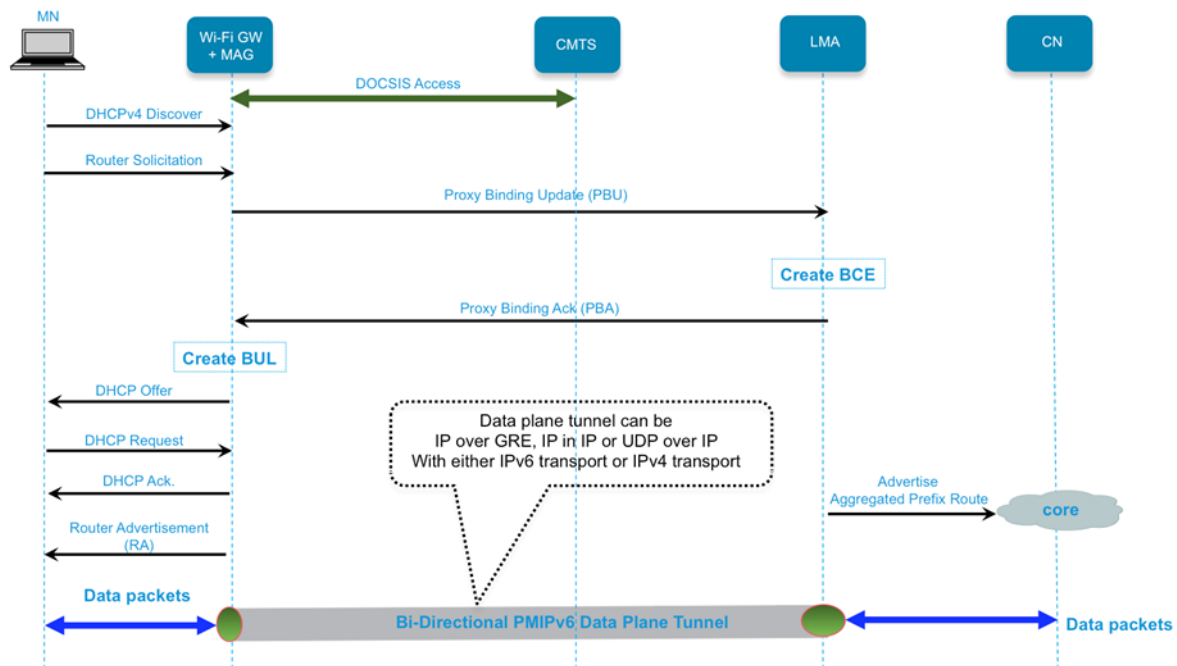 MN
Wi-Fi GW
+ MAG
CMTS
LMA
CN
DOCSIS Access
DHCPv4 Discover
Router Solicitation
Proxy Binding Update (PBU)
Create BCE
Proxy Binding Ack (PBA)
Create BUL
DHCP Offer
Data plane tunnel can be
IP over GRE, IP in IP or UDP over IP
With either IPv6 transport or IPv4 transport
DHCP Request
DHCP Ack.
Advertise
Aggregated Prefix Route
core
Router Advertisement
(RA)
Data packets
Bi-Directional PMIPv6 Data Plane Tunnel
Data packets